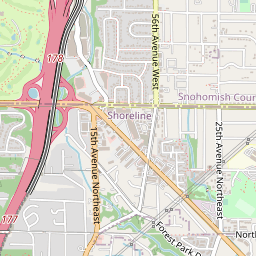 178
56th Avenue West
Snohomish Cour
Shoreline
15th Avenue Northeast
25th Avenue Northeast
177
Forest Park D
North